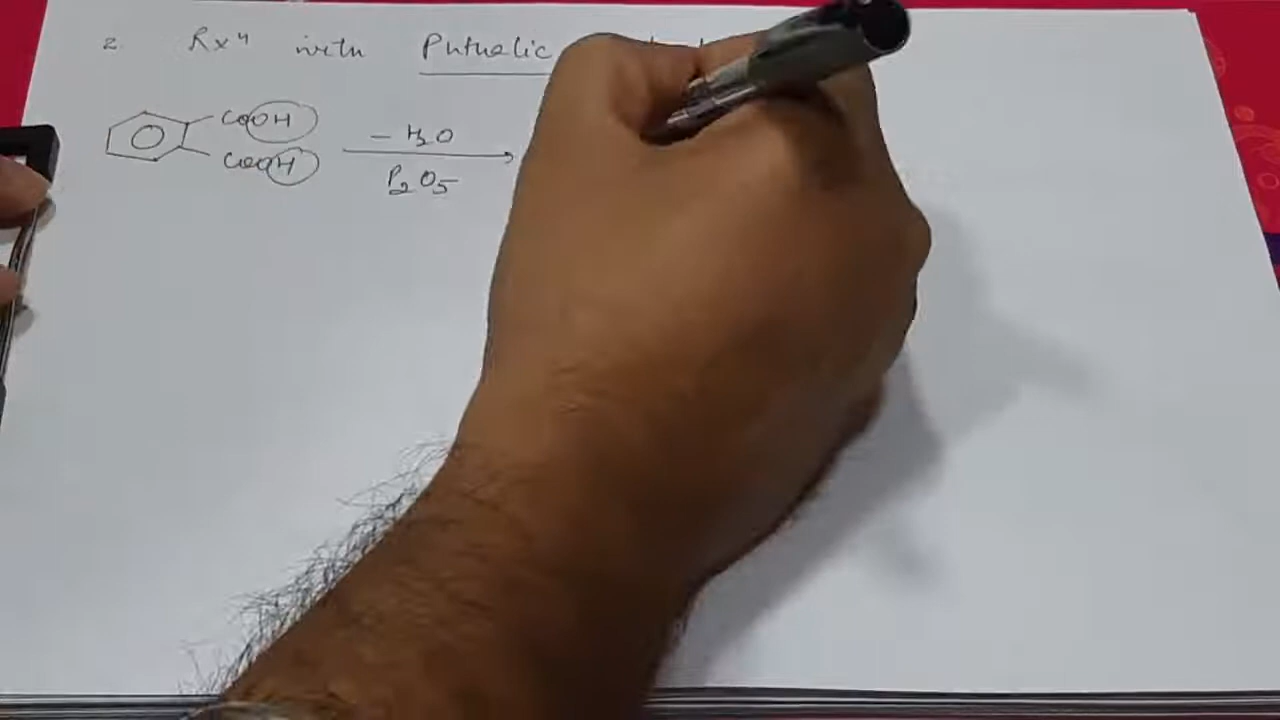 2. Rxⁿ with Phthalic
COOH
COOH
- H₂O
P₂O₅